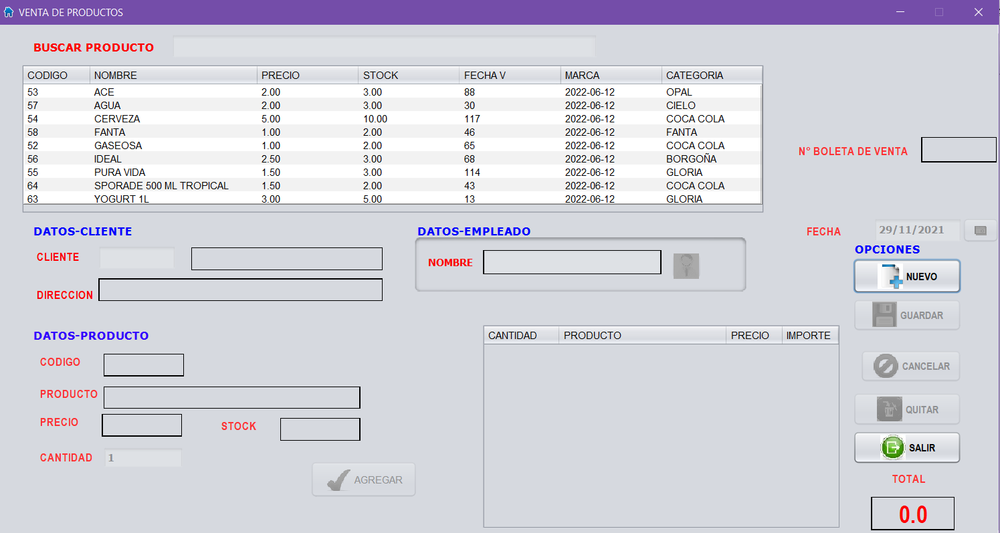 VENTA DE PRODUCTOS
BUSCAR PRODUCTO
CODIGO NOMBRE PRECIO STOCK FECHA V MARCA CATEGORIA
53 ACE 2.00 3.00 88 2022-06-12 OPAL
57 AGUA 2.00 3.00 30 2022-06-12 CIELO
54 CERVEZA 5.00 10.00 117 2022-06-12 COCA COLA
58 FANTA 1.00 2.00 46 2022-06-12 FANTA
52 GASEOSA 1.00 2.00 65 2022-06-12 COCA COLA
56 IDEAL 2.50 3.00 68 2022-06-12 BORGOÑA
55 PURA VIDA 1.50 3.00 114 2022-06-12 GLORIA
64 SPORADE 500 ML TROPICAL 1.50 2.00 43 2022-06-12 COCA COLA
63 YOGURT 1L 3.00 5.00 13 2022-06-12 GLORIA
N° BOLETA DE VENTA
DATOS-CLIENTE
CLIENTE
DIRECCION
DATOS-EMPLEADO
NOMBRE
FECHA 29/11/2021
OPCIONES
NUEVO
GUARDAR
CANCELAR
QUITAR
SALIR
DATOS-PRODUCTO
CODIGO
PRODUCTO
PRECIO STOCK
CANTIDAD 1
AGREGAR
CANTIDAD PRODUCTO PRECIO IMPORTE
TOTAL
0.0